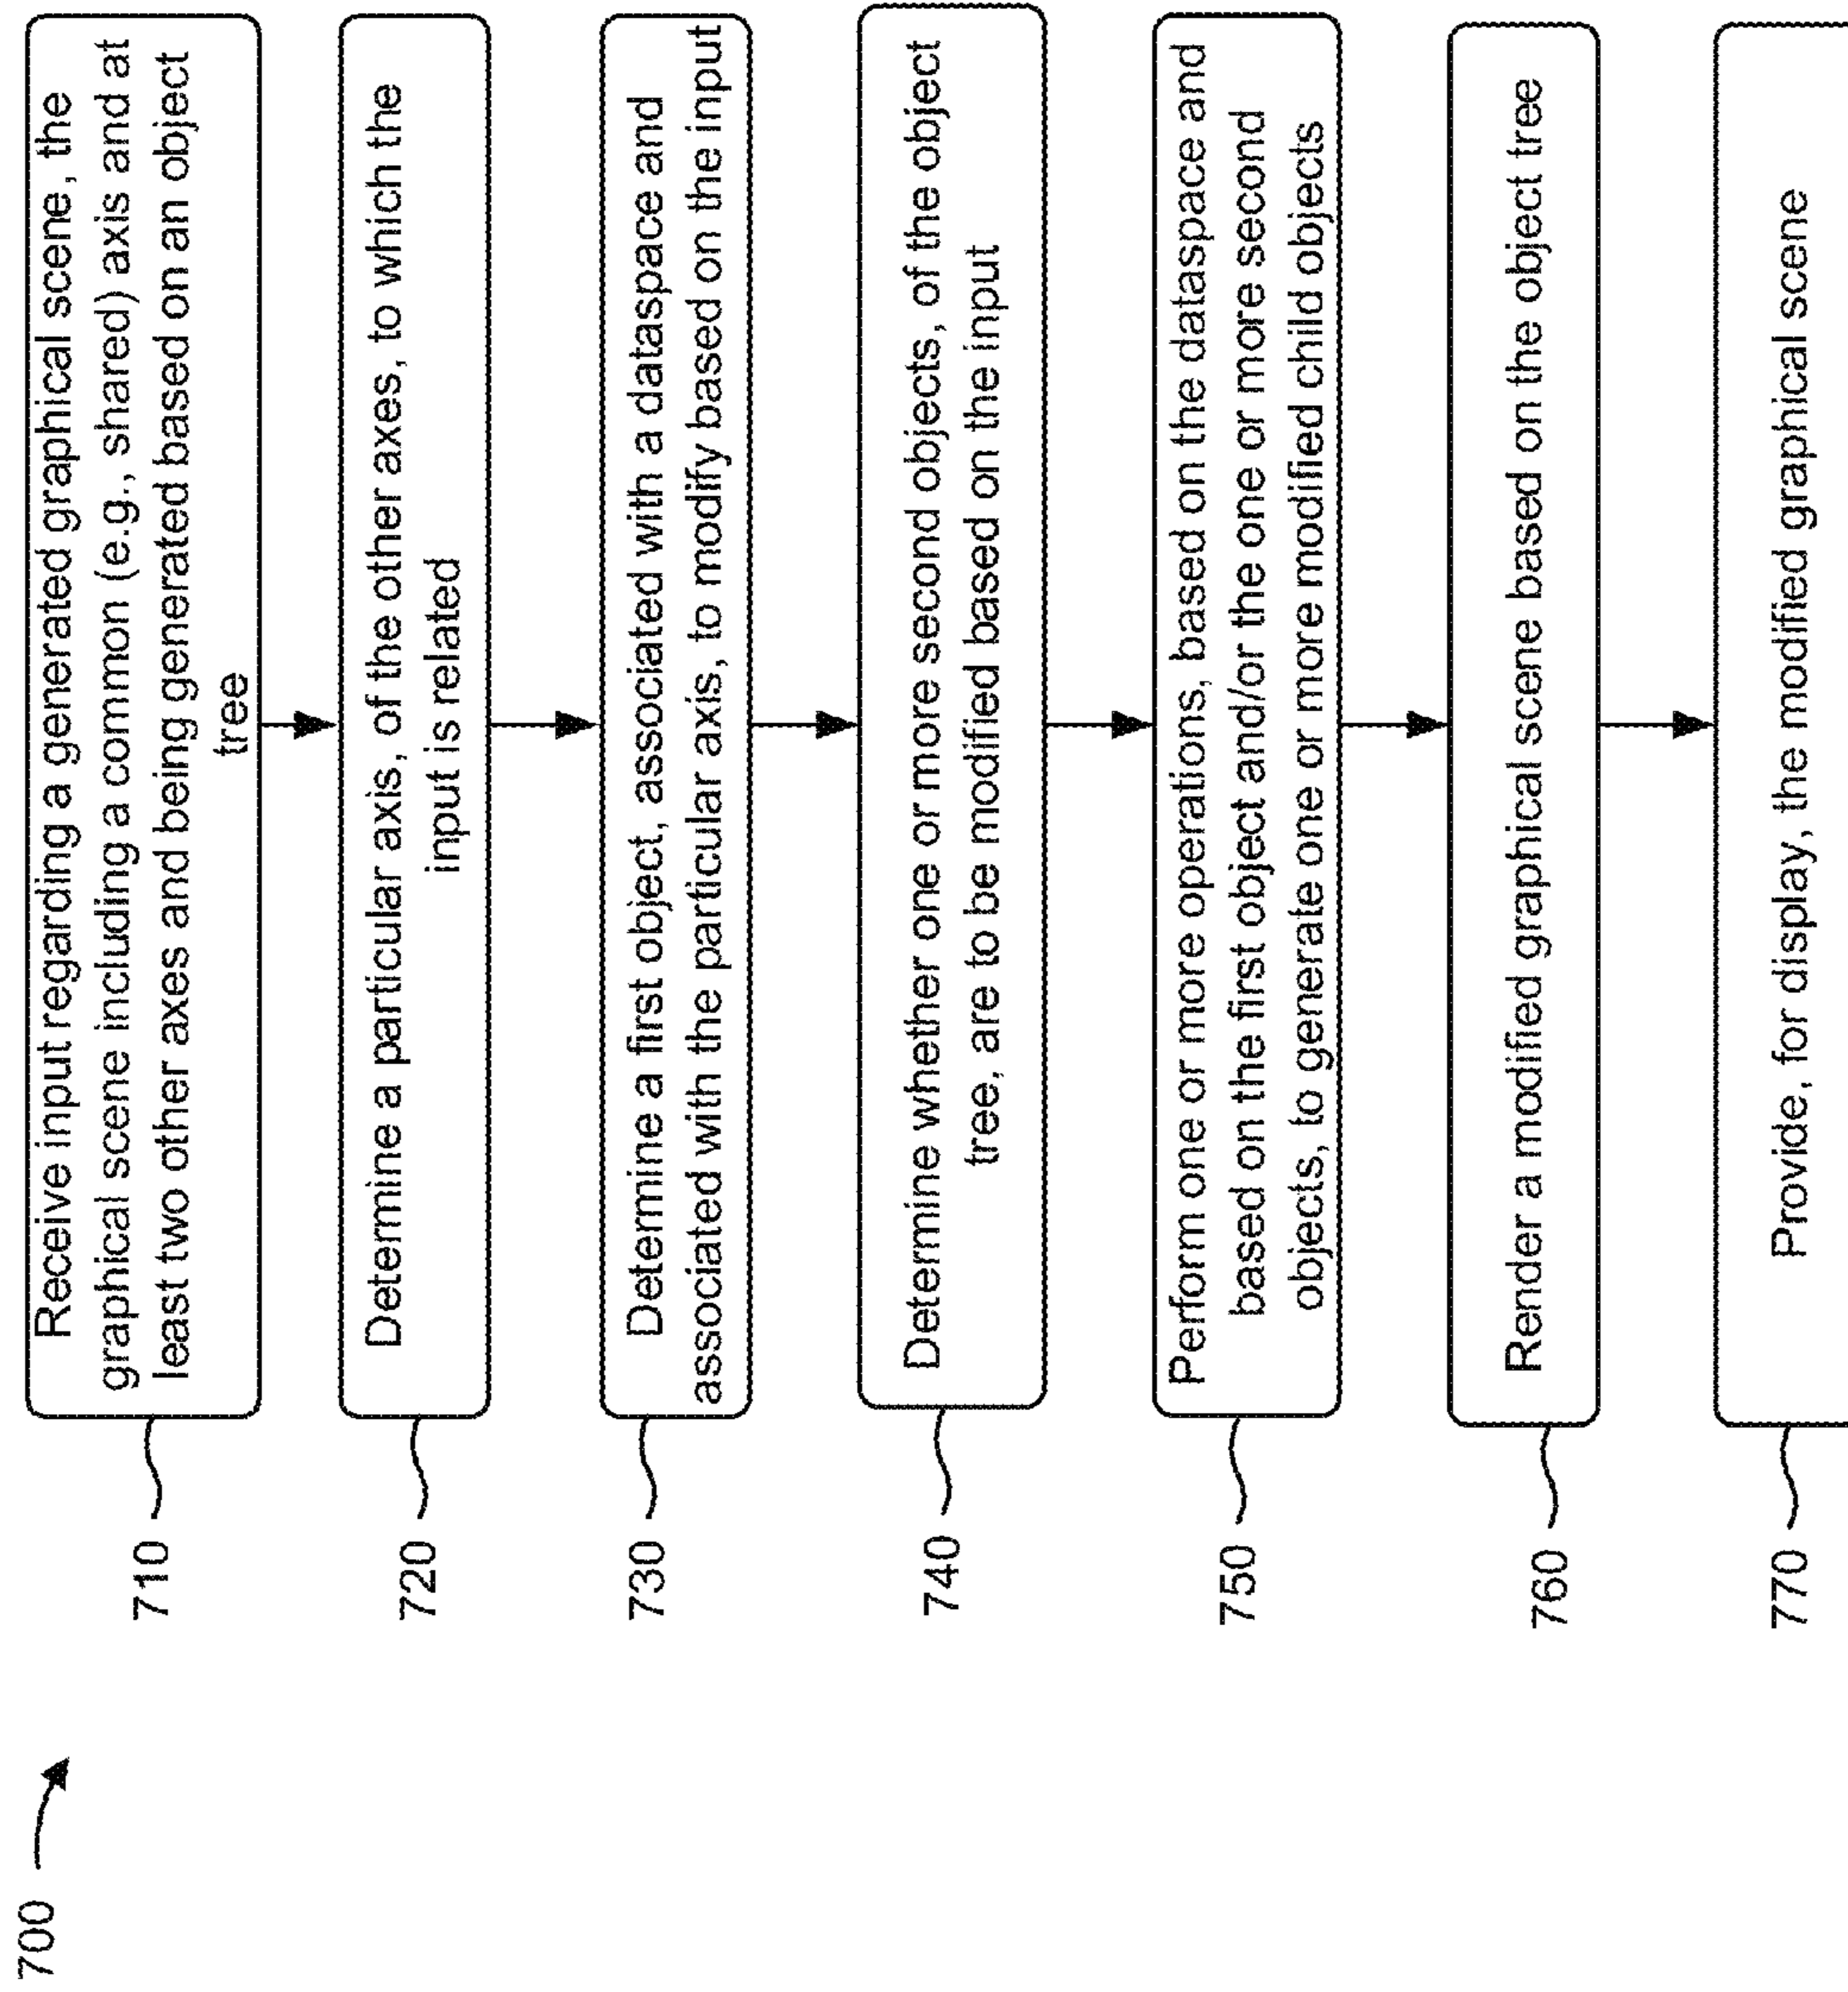 700
710
Receive input regarding a generated graphical scene, the
graphical scene including a common (e.g., shared) axis and at
least two other axes and being generated based on an object
tree
720
Determine a particular axis, of the other axes, to which the
input is related
730
Determine a first object, associated with a dataspace and
associated with the particular axis, to modify based on the input
740
Determine whether one or more second objects, of the object
tree, are to be modified based on the input
750
Perform one or more operations, based on the dataspace and
based on the first object and/or the one or more second
objects, to generate one or more modified child objects
760
Render a modified graphical scene based on the object tree
770
Provide, for display, the modified graphical scene